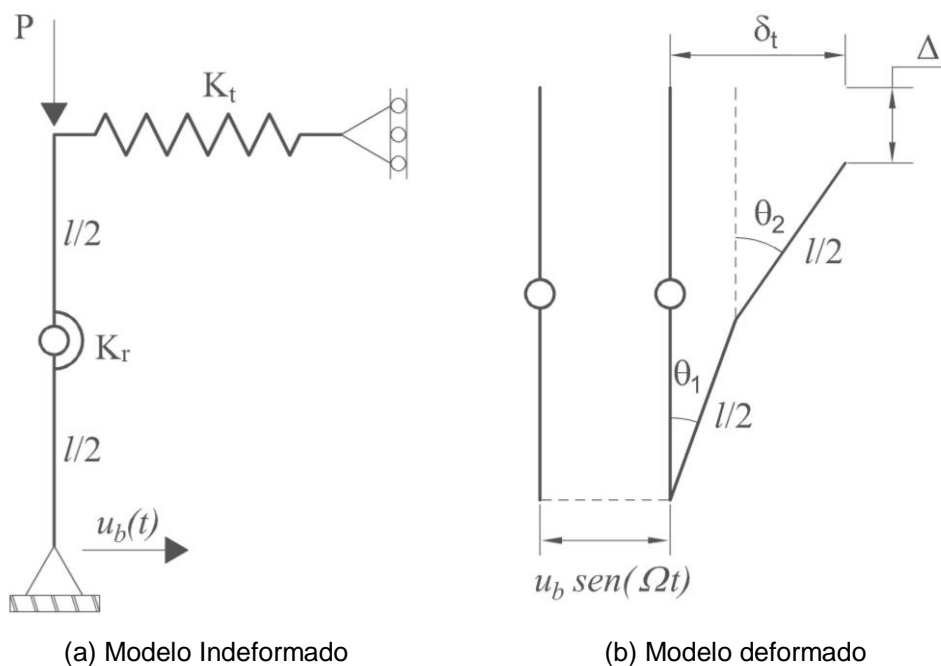 P
K_t
l/2
K_r
l/2
u_b(t)
δ_t
Δ
θ_2
l/2
θ_1
l/2
u_b sen(Ωt)
(a) Modelo Indeformado
(b) Modelo deformado